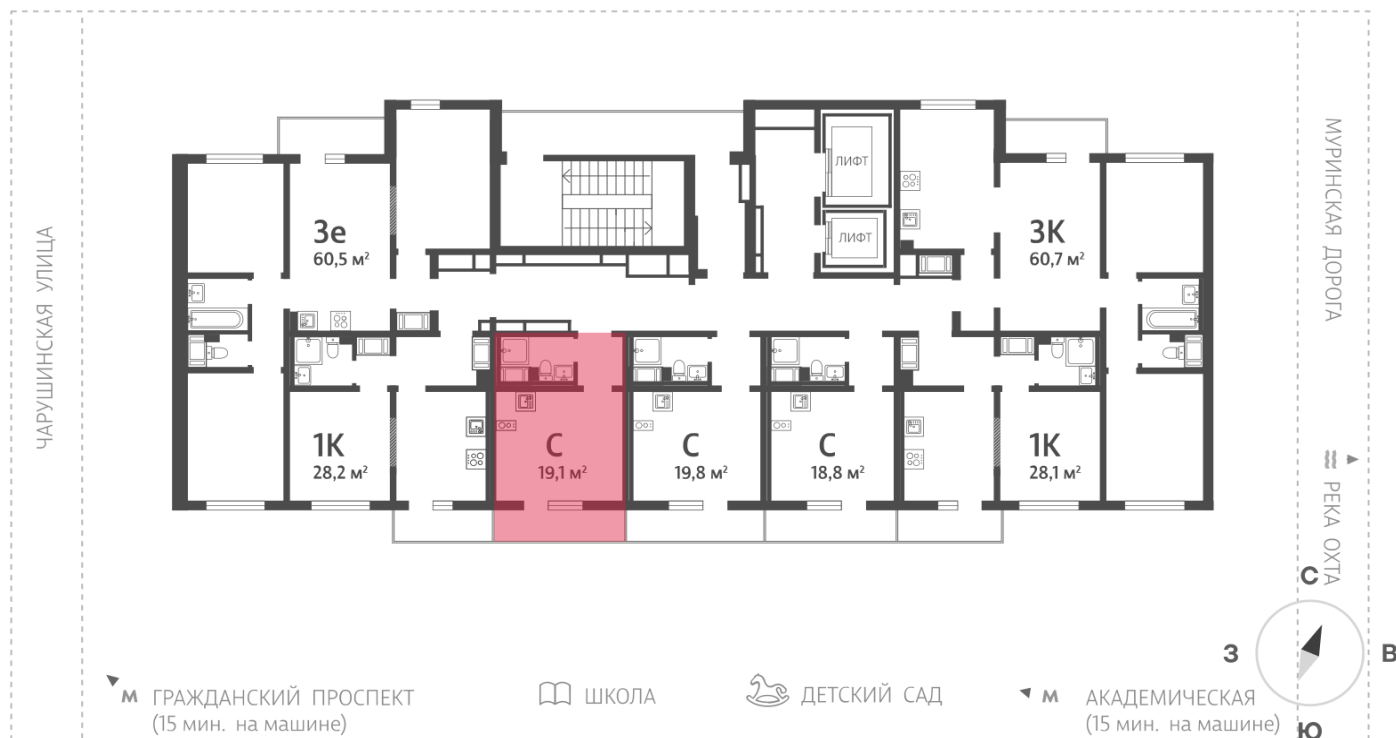 ЛИФТ
ЛИФТ
3е
60,5 м²
3К
60,7 м²
1К
28,2 м²
С
19,1 м²
С
19,8 м²
С
18,8 м²
1К
28,1 м²
ЧАРУШИНСКАЯ УЛИЦА
МУРИНСКАЯ ДОРОГА
РЕКА ОХТА
С
З
В
Ю
М ГРАЖДАНСКИЙ ПРОСПЕКТ
(15 мин. на машине)
ШКОЛА
ДЕТСКИЙ САД
М АКАДЕМИЧЕСКАЯ
(15 мин. на машине)